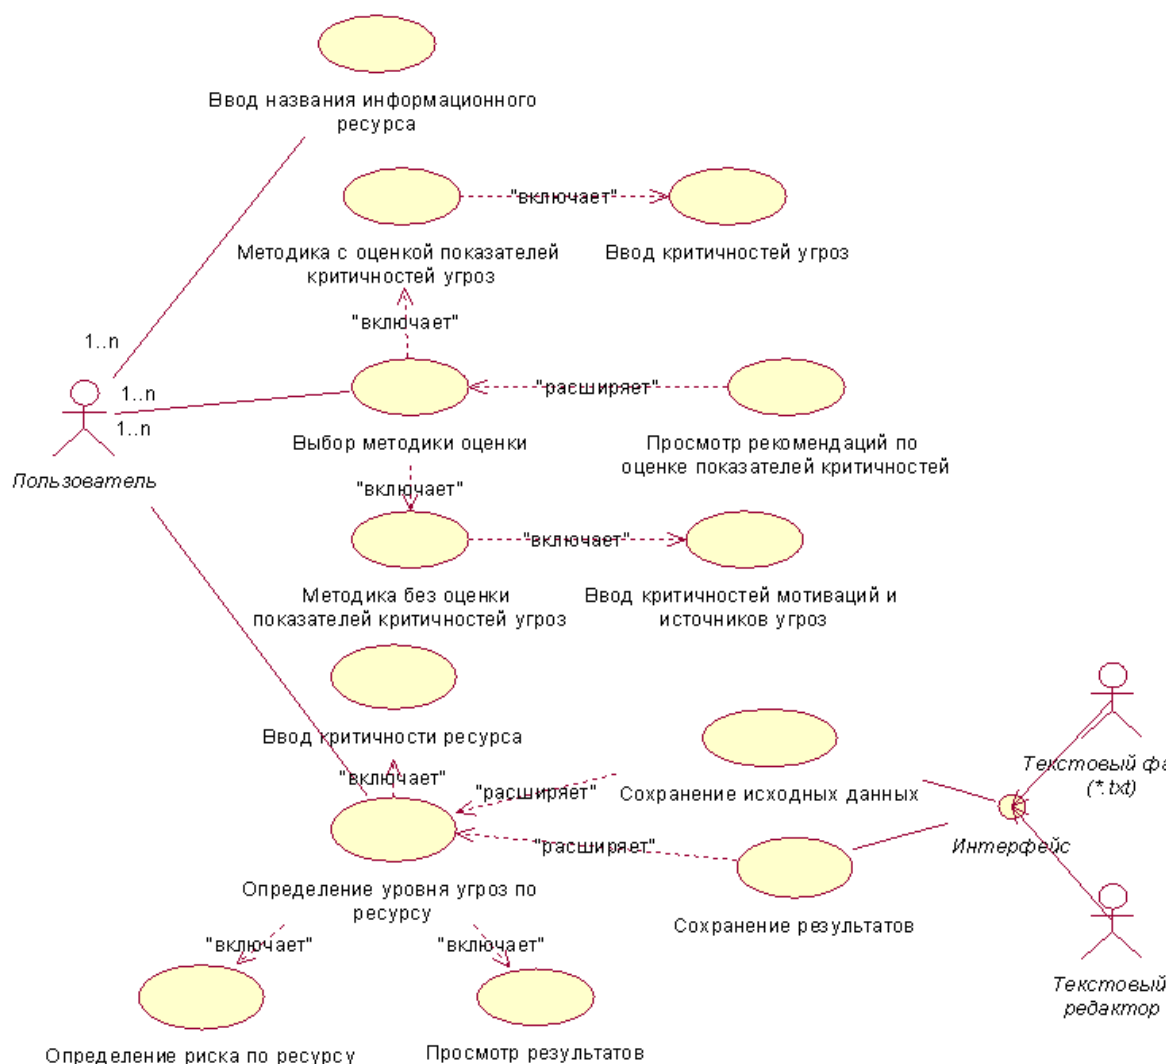 Ввод названия информационного
ресурса
"включает"
Методика с оценкой показателей
критичностей угроз
Ввод критичностей угроз
"включает"
1..n
1..n
1..n
"расширяет"
Пользователь
Выбор методики оценки
Просмотр рекомендаций по
оценке показателей критичностей
"включает"
"включает"
Методика без оценки
показателей критичностей угроз
Ввод критичностей мотиваций и
источников угроз
Ввод критичности ресурса
"включает"
"расширяет"
Сохранение исходных данных
Текстовый фа
(*.txt)
"расширяет"
Интерфейс
Определение уровня угроз по
ресурсу
Сохранение результатов
"включает"
"включает"
Текстовый
редактор
Определение риска по ресурсу
Просмотр результатов